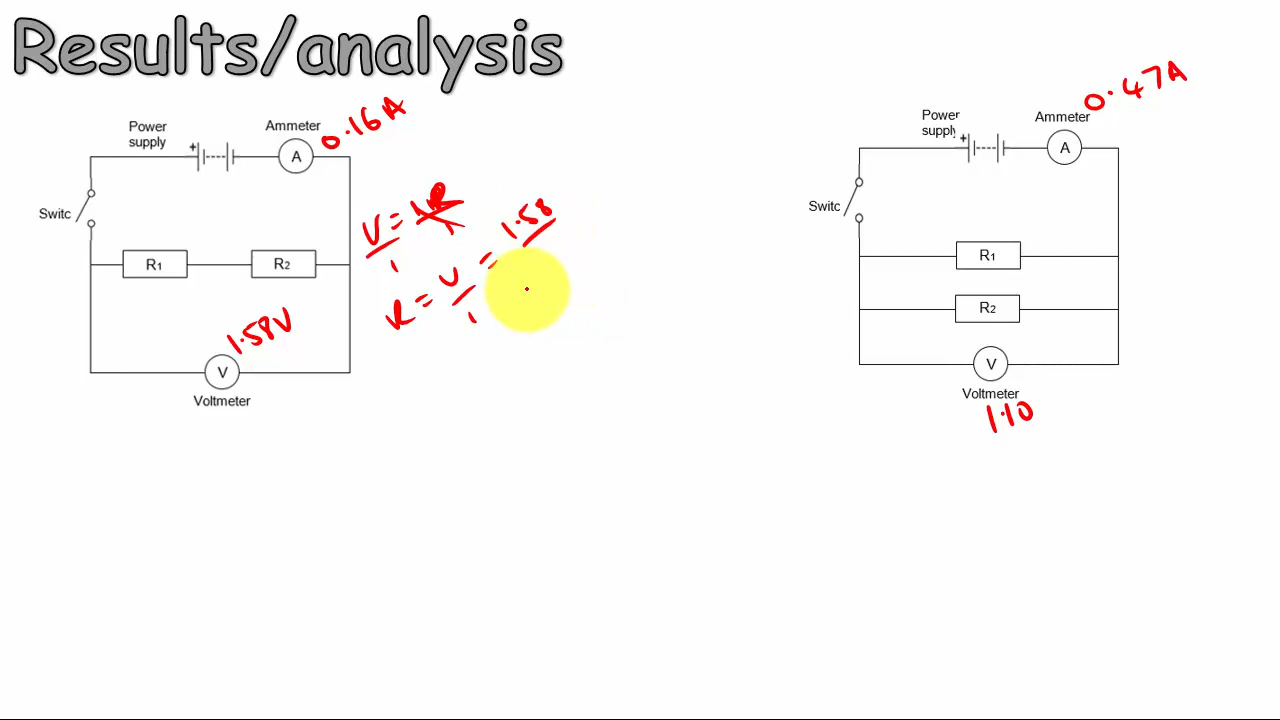 Results/analysis
Power
supply
+
Ammeter
A
0.16A
Switc
R1
R2
V
1.58V
Voltmeter
V = IR
I
I
R = V = 1.58
I
Power
supply
+
Ammeter
A
0.47A
Switc
R1
R2
V
Voltmeter
1.10